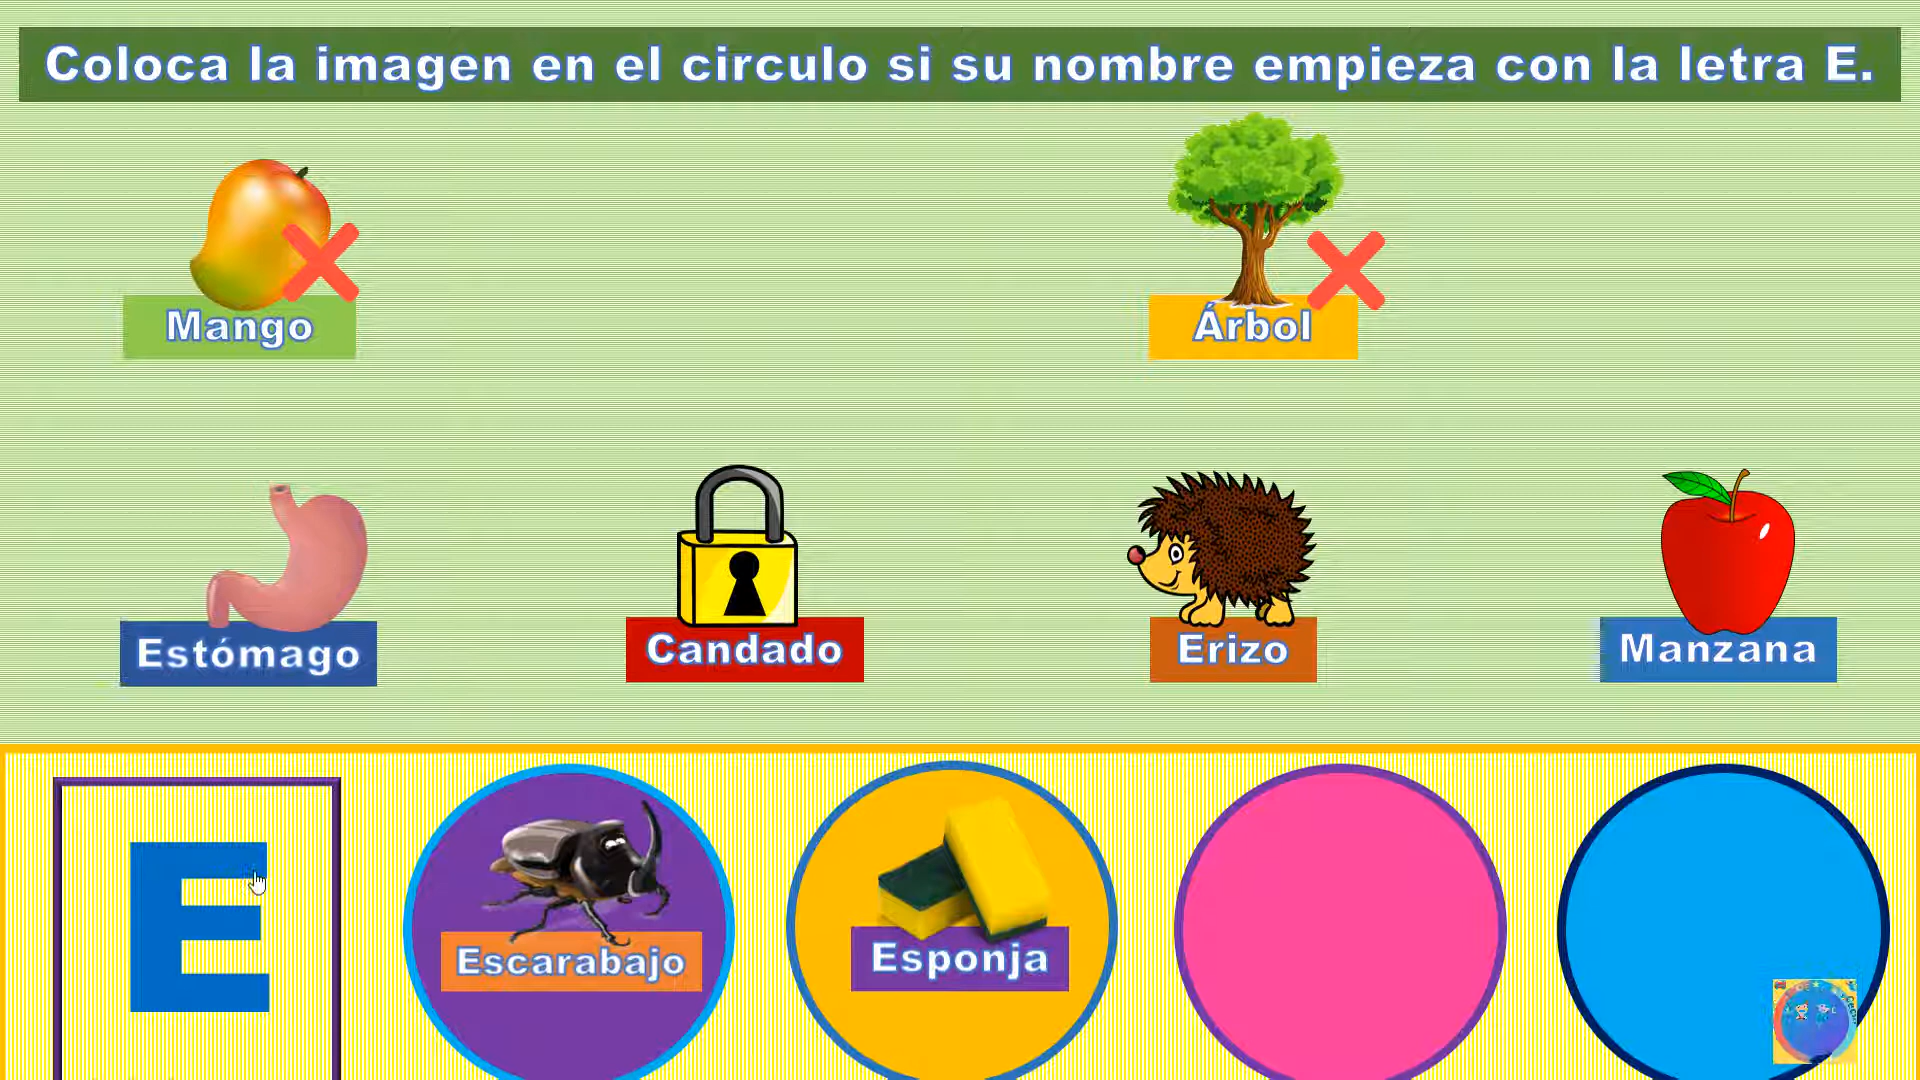 Coloca la imagen en el circulo si su nombre empieza con la letra E.
Mango
Árbol
Estómago
Candado
Erizo
Manzana
E
Escarabajo
Esponja